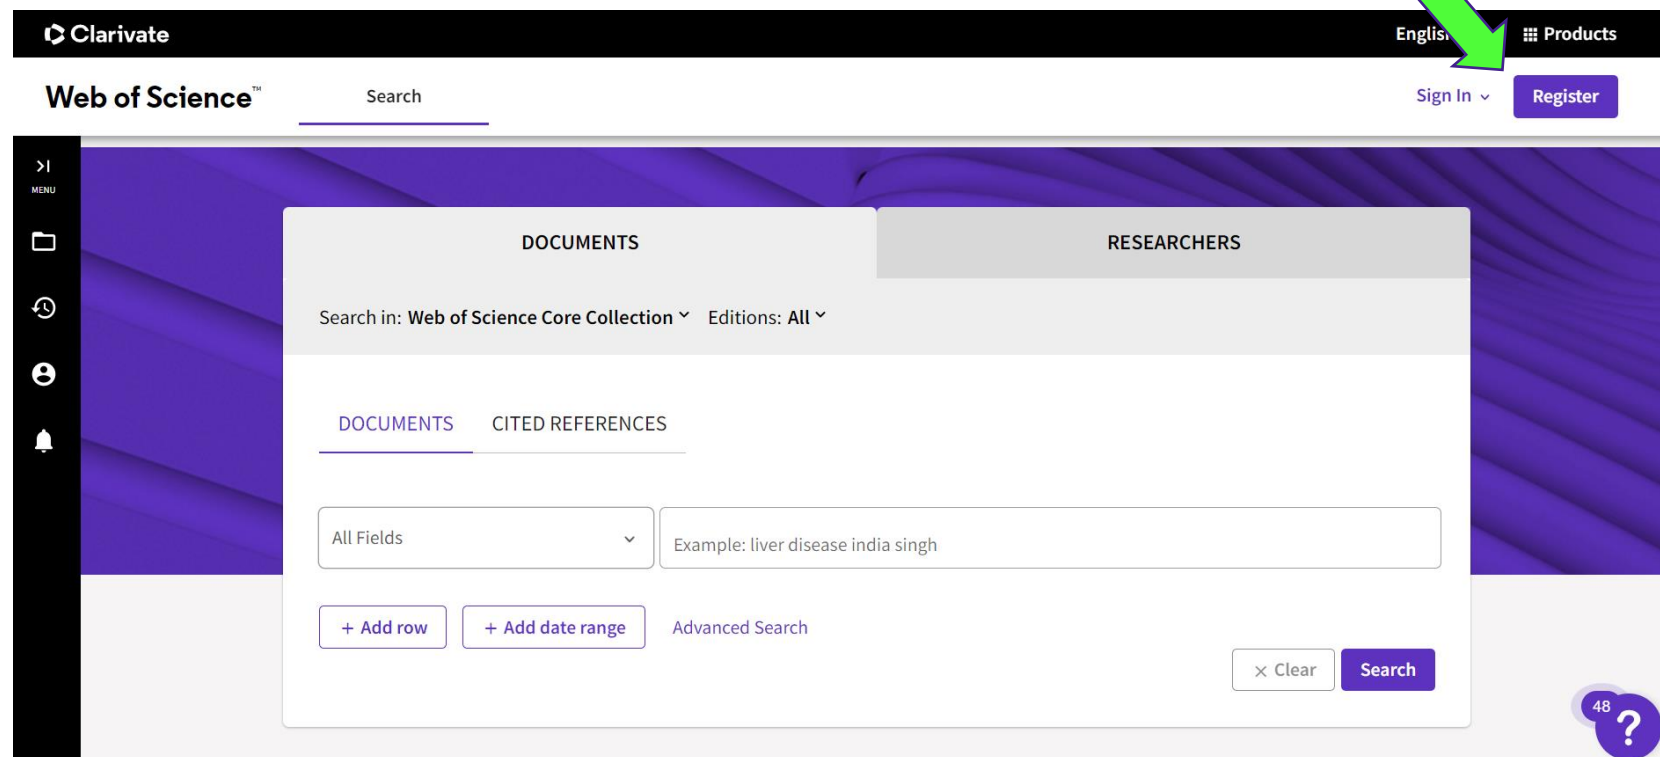 Clarivate
Products
Web of Science™
Search
Sign In
Register
MENU
DOCUMENTS
RESEARCHERS
Search in: Web of Science Core Collection Editions: All
DOCUMENTS CITED REFERENCES
All Fields
Example: liver disease india singh
+ Add row
+ Add date range
Advanced Search
× Clear
Search
48
?